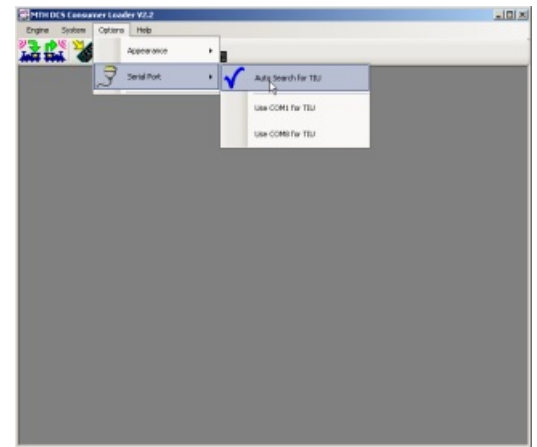 MTH DCS Consumer Loader V2.2
Engine System Options Help
Appearance
Serial Port
Auto Search for TIU
Use COM1 for TIU
Use COM8 for TIU